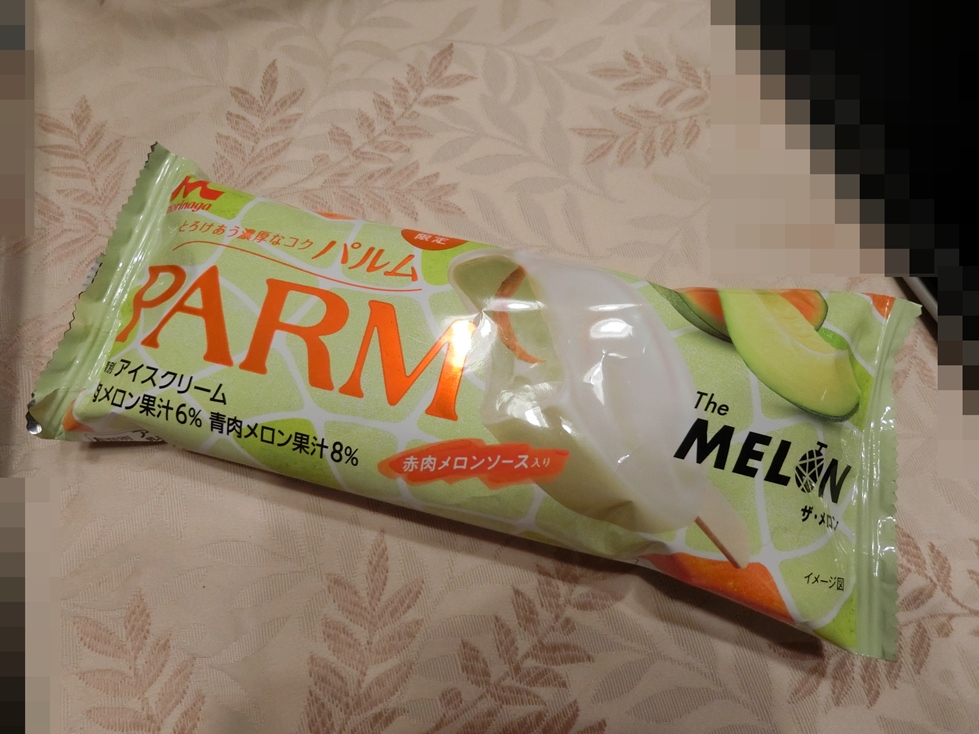 morinaga
とろけあう濃厚なコク パルム
限定
PARM
アイスクリーム
メロン果汁6% 青肉メロン果汁8%
赤肉メロンソース入り
The
MELON
ザ・メロン
イメージ図